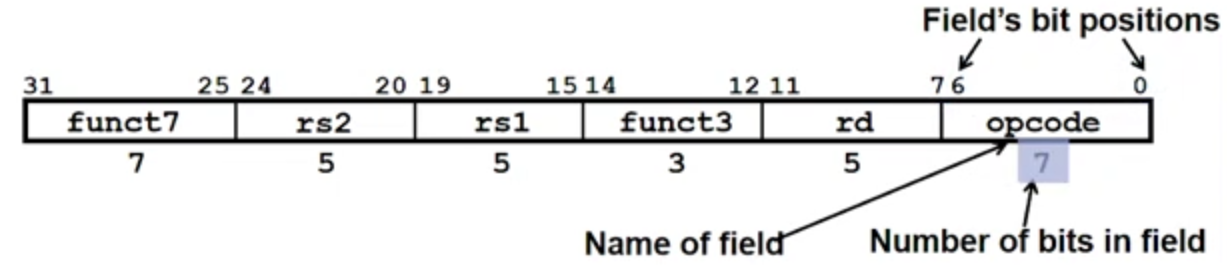 Field's bit positions
31 25 24 20 19 15 14 12 11 7 6 0
funct7 rs2 rs1 funct3 rd opcode
7 5 5 3 5 7
Name of field Number of bits in field